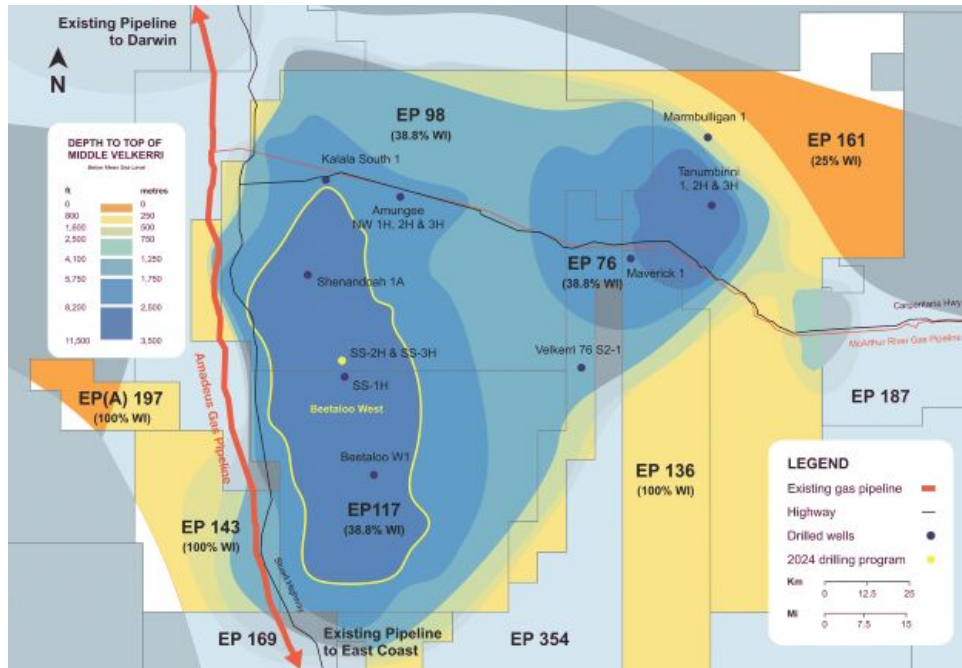 Existing Pipeline
to Darwin
N
DEPTH TO TOP OF
MIDDLE VELKERRI
Below Mean Sea Level
ft
metres
0
0
800
250
1,600
500
2,500
750
4,100
1,250
5,750
1,750
8,200
2,500
11,500
3,500
EP 98
(38.8% WI)
Marmbulligan 1
EP 161
(25% WI)
Kalala South 1
Tanumbirini
1, 2H & 3H
Amungee
NW 1H, 2H & 3H
EP 76
(38.8% WI)
Maverick 1
Shenandoah 1A
Carpentaria Hwy
McArthur River Gas Pipeline
SS-2H & SS-3H
Velkerri 76 S2-1
SS-1H
Amadeus Gas Pipeline
EP(A) 197
(100% WI)
Beetaloo West
EP 187
Beetaloo W1
EP 136
(100% WI)
EP117
(38.8% WI)
EP 143
(100% WI)
Stuart Highway
LEGEND
Existing gas pipeline
Highway
Drilled wells
2024 drilling program
Km
0 12.5 25
Mi
0 7.5 15
EP 169
Existing Pipeline
to East Coast
EP 354